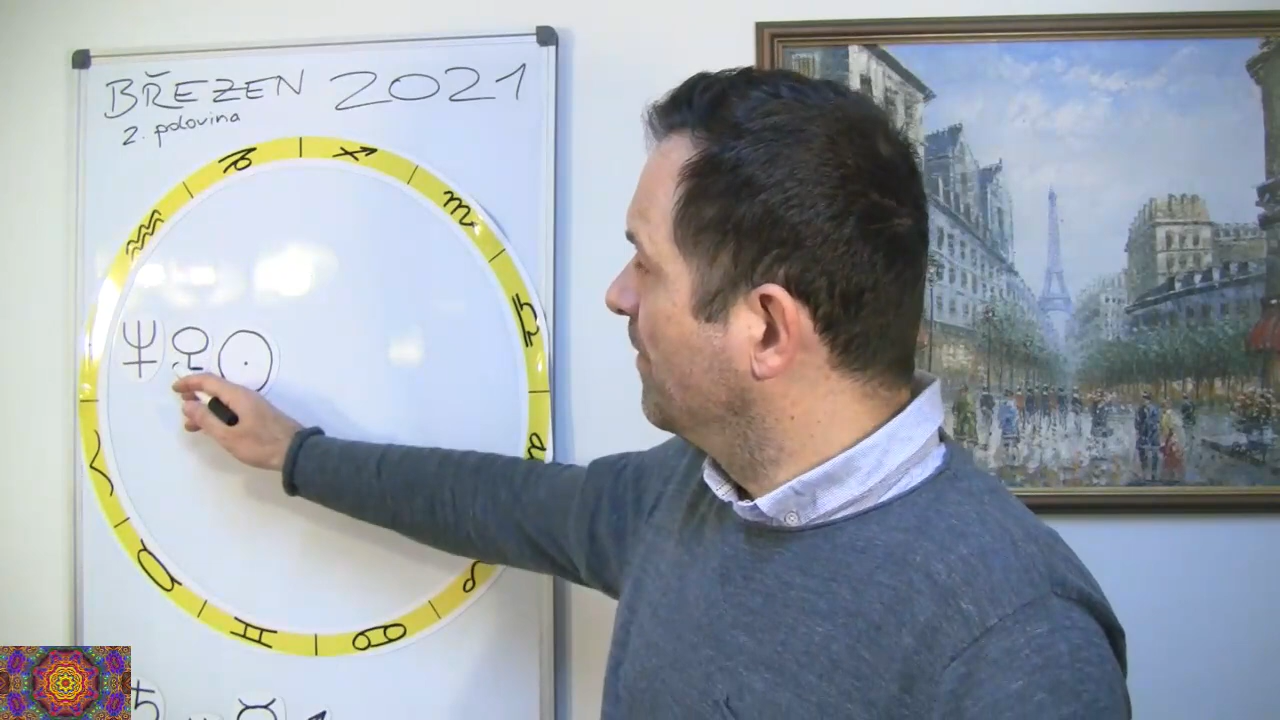 BŘEZEN 2021
2. polovina
♑ ♐
♒ ♏
♎
♆ ♀ ☉
♈
♉ ♌
♊ ♋
♄ ☿